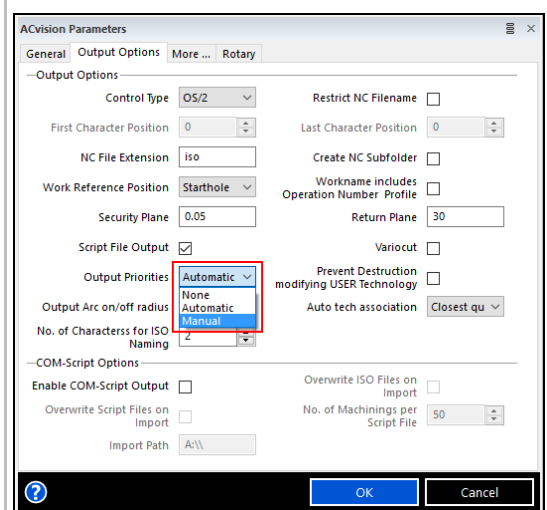 ACvision Parameters
General Output Options More ... Rotary
Output Options
Control Type OS/2 Restrict NC Filename
First Character Position 0 Last Character Position 0
NC File Extension iso Create NC Subfolder
Work Reference Position Starthole Workname includes
Operation Number Profile
Security Plane 0.05 Return Plane 30
Script File Output Variocut
Output Priorities Automatic Prevent Destruction
modifying USER Technology
None
Automatic
Manual
Output Arc on/off radius Auto tech association Closest qu
No. of Characterss for ISO
Naming 2
COM-Script Options
Enable COM-Script Output Overwrite ISO Files on
Import
Overwrite Script Files on
Import No. of Machinings per
Script File 50
Import Path A:\\
? OK Cancel